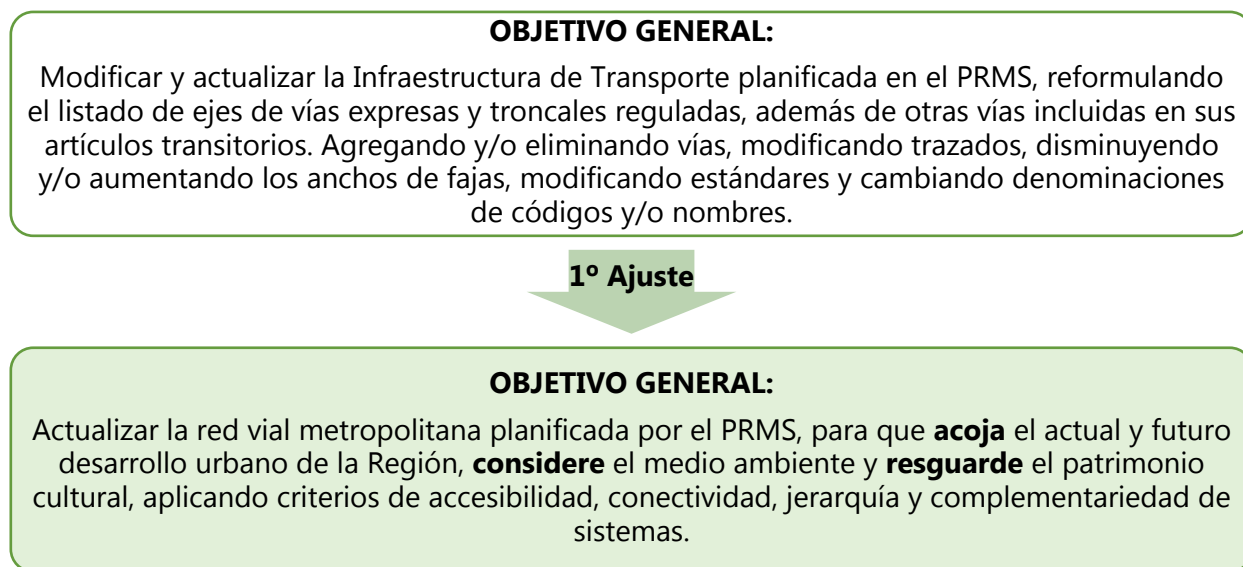 OBJETIVO GENERAL:
Modificar y actualizar la Infraestructura de Transporte planificada en el PRMS, reformulando
el listado de ejes de vías expresas y troncales reguladas, además de otras vías incluidas en sus
artículos transitorios. Agregando y/o eliminando vías, modificando trazados, disminuyendo
y/o aumentando los anchos de fajas, modificando estándares y cambiando denominaciones
de códigos y/o nombres.
1º Ajuste
OBJETIVO GENERAL:
Actualizar la red vial metropolitana planificada por el PRMS, para que acoja el actual y futuro
desarrollo urbano de la Región, considere el medio ambiente y resguarde el patrimonio
cultural, aplicando criterios de accesibilidad, conectividad, jerarquía y complementariedad de
sistemas.